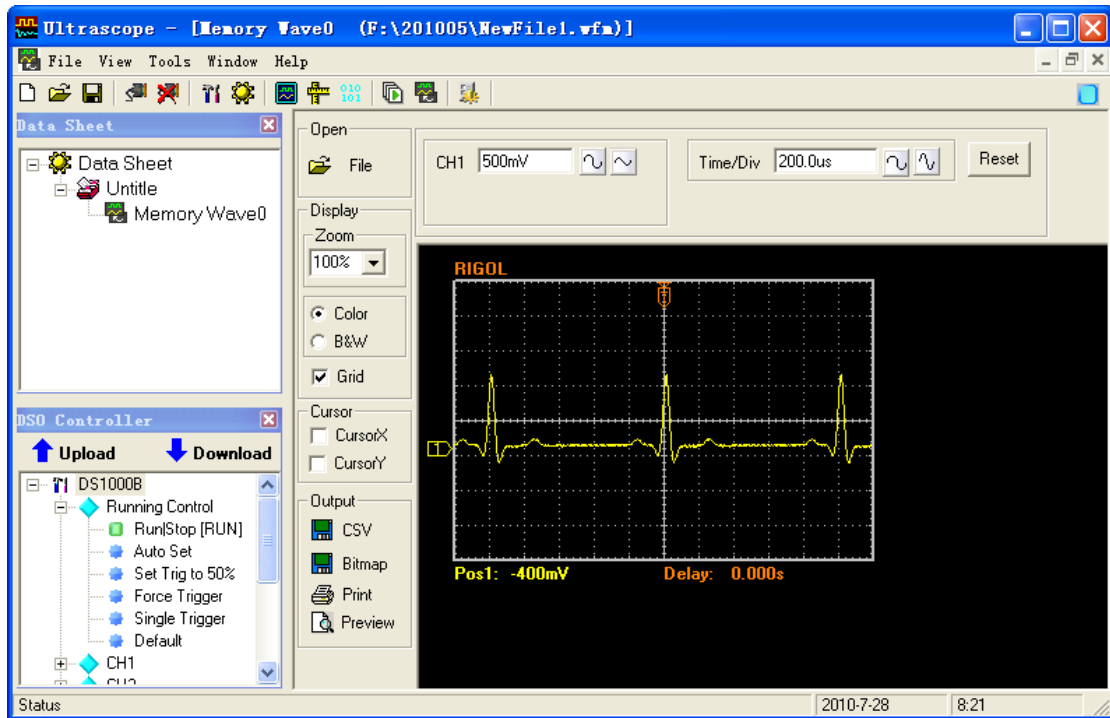 Ultrascope - [Memory Wave0 (F:\201005\NewFile1.wfm)]
File View Tools Window Help
Data Sheet
Data Sheet
Untitle
Memory Wave0
DSO Controller
Upload Download
DS1000B
Running Control
Run|Stop [RUN]
Auto Set
Set Trig to 50%
Force Trigger
Single Trigger
Default
CH1
Open
File
Display
Zoom
100%
Color
B&W
Grid
Cursor
CursorX
CursorY
Output
CSV
Bitmap
Print
Preview
CH1 500mV
Time/Div 200.0us
Reset
RIGOL
T
1
Pos1: -400mV Delay: 0.000s
Status 2010-7-28 8:21